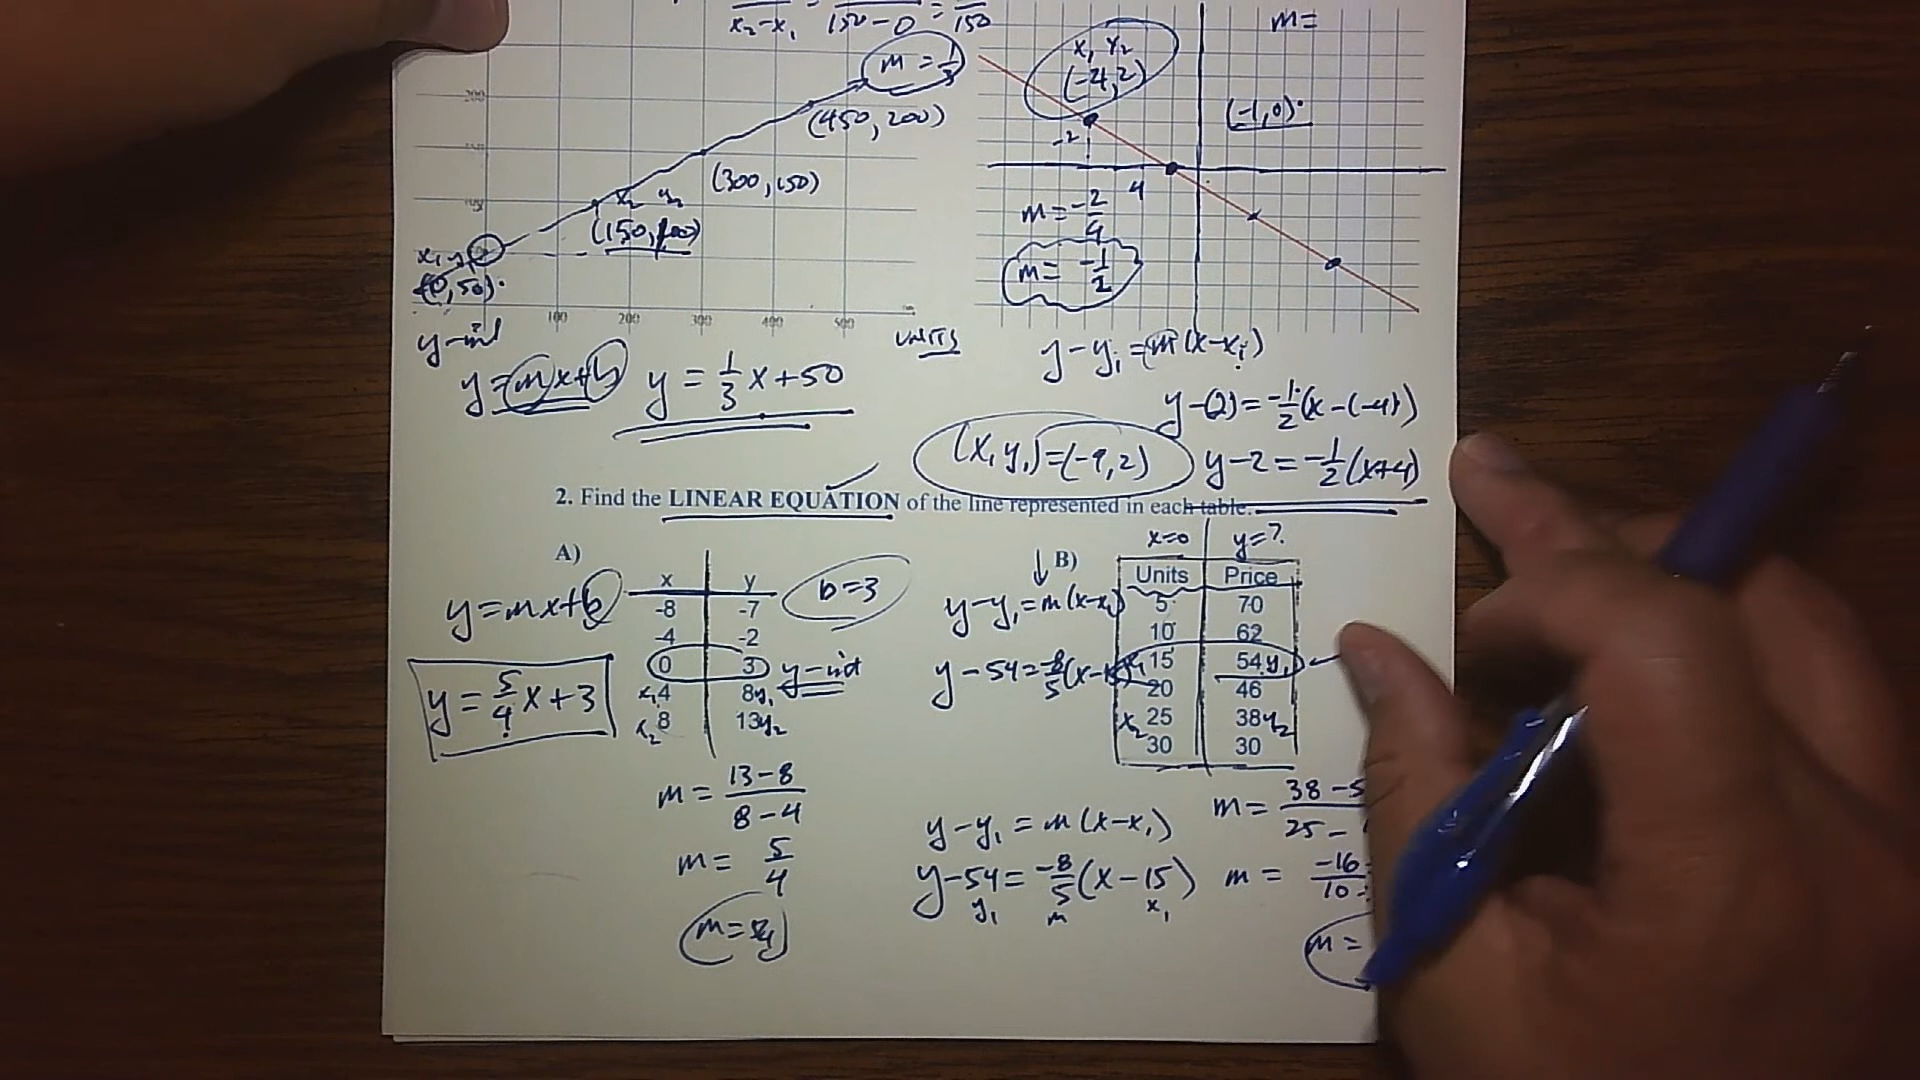 x₂-x₁ 150-0 = 150
m = 1/3
m=
x₁ y₂
(-4,2)
(-1,0)
200
(450, 200)
(300, 150)
x₂ y₂
-2
4
m = -2/4
m = -1/2
(0,50)
y-int
100 200 300 400 500
units
y=mx+b
y = 1/3 x+50
y-y₁=m(x-x₁)
y-(2)=-1/2(x-(-4))
(x₁ y₁)=(-4,2)
y-2=-1/2(x+4)
2. Find the LINEAR EQUATION of the line represented in each table.
A)
y=mx+b
x y
-8 -7
-4 -2
0 3 y-int
x₁ 4 8 y₁
x₂ 8 13 y₂
b=3
y = 5/4 x+3
m = 13-8/8-4
m = 5/4
B)
x=0 y=?
Units Price
5 70
10 62
15 54 y₁
20 46
x₂ 25 38 y₂
30 30
y-y₁=m(x-x₁)
y-54=-8/5(x-
y-y₁ = m(x-x₁)
y-54 = -8/5(x-15)
y₁ m x₁
m = 38-5
25-
m = -16/10
m =